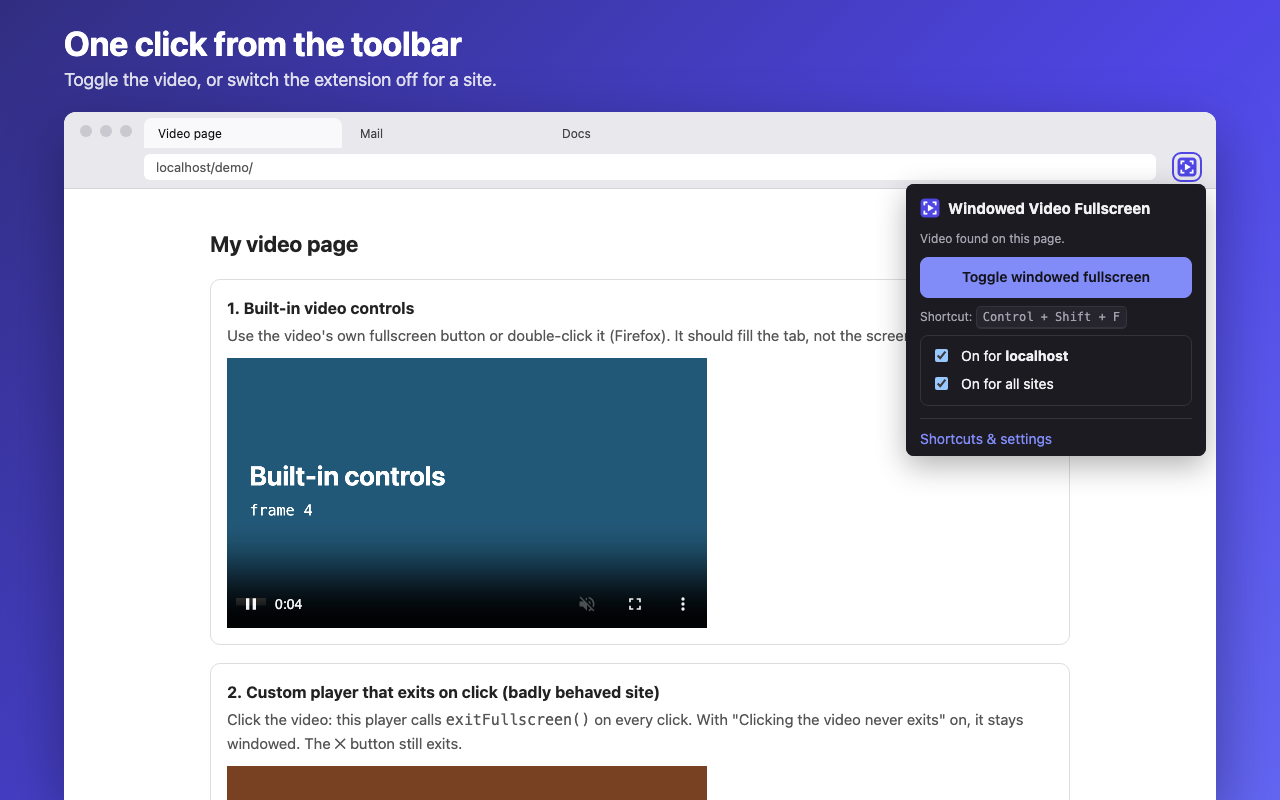 One click from the toolbar
Toggle the video, or switch the extension off for a site.
Video page
Mail
Docs
localhost/demo/
Windowed Video Fullscreen
Video found on this page.
Toggle windowed fullscreen
Shortcut: Control + Shift + F
On for localhost
On for all sites
Shortcuts & settings
My video page
1. Built-in video controls
Use the video's own fullscreen button or double-click it (Firefox). It should fill the tab, not the
Built-in controls
frame 4
0:04
2. Custom player that exits on click (badly behaved site)
Click the video: this player calls exitFullscreen() on every click. With "Clicking the video never exits" on, it stays
windowed. The ✕ button still exits.